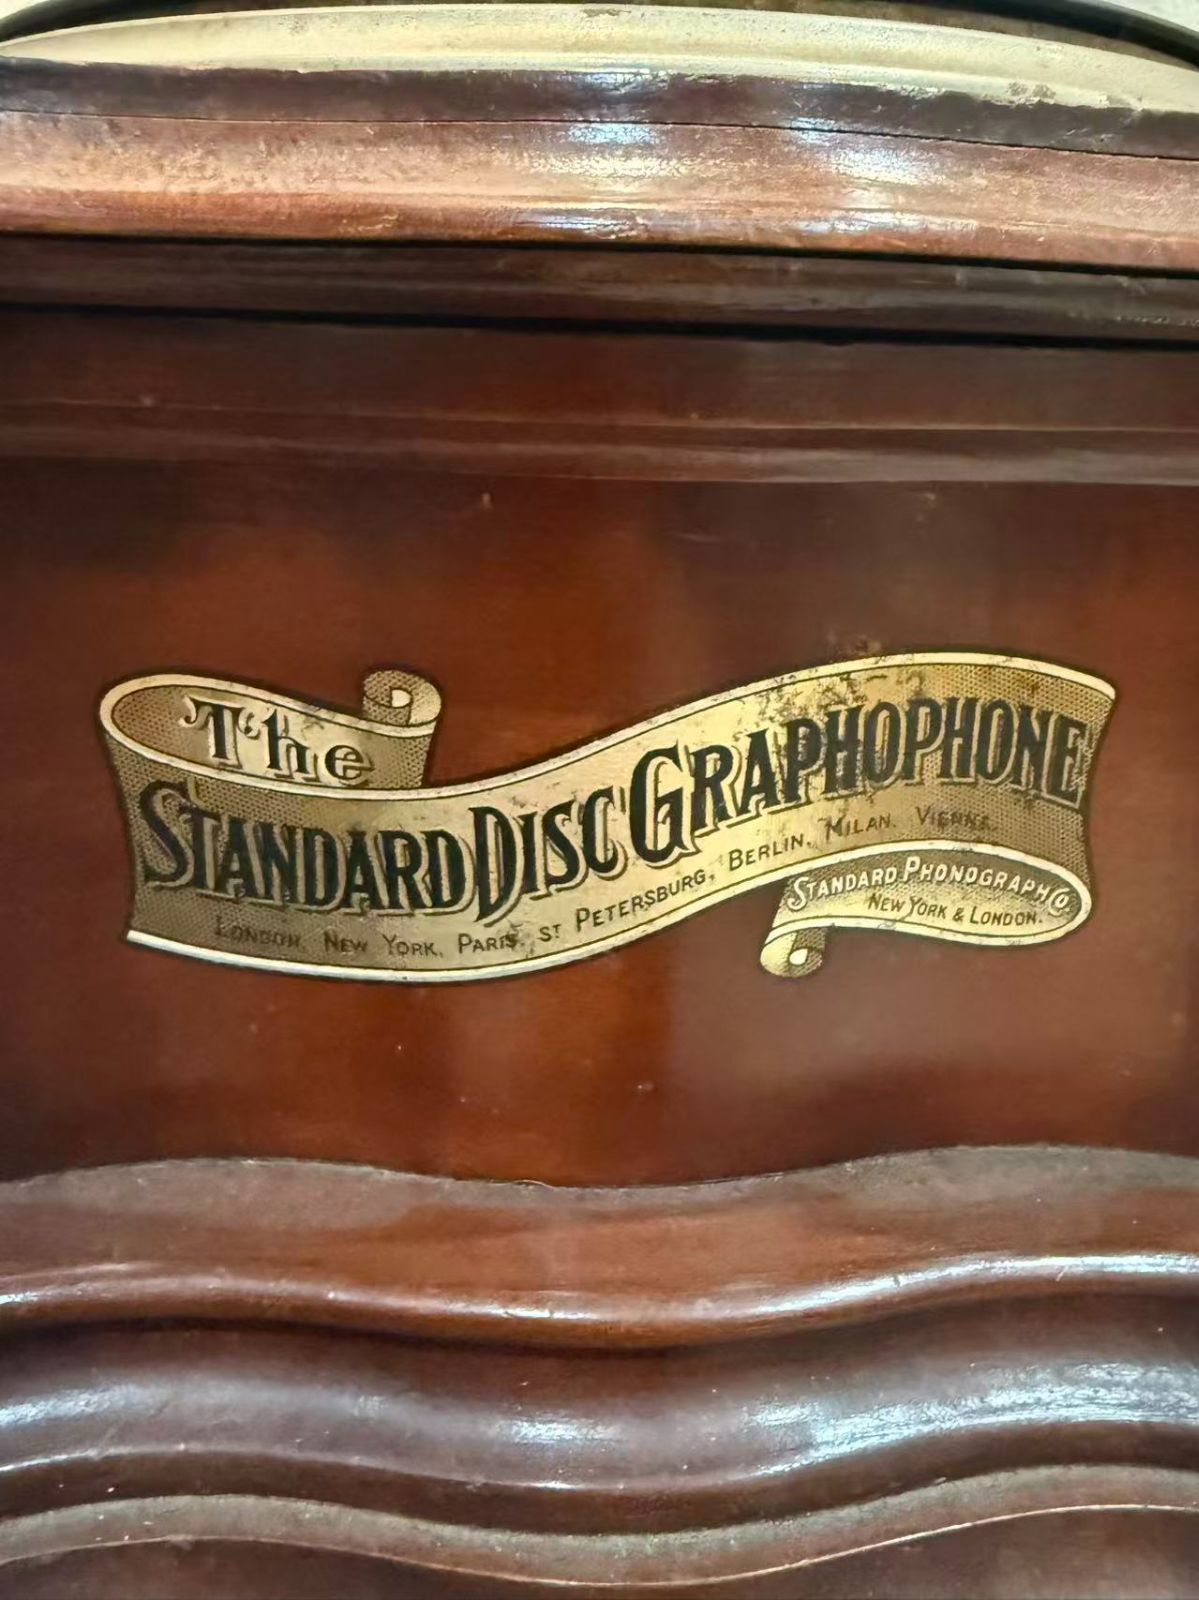 The
STANDARD DISC GRAPHOPHONE
LONDON, NEW YORK, PARIS, ST PETERSBURG, BERLIN, MILAN, VIENNA.
STANDARD PHONOGRAPH CO
NEW YORK & LONDON.